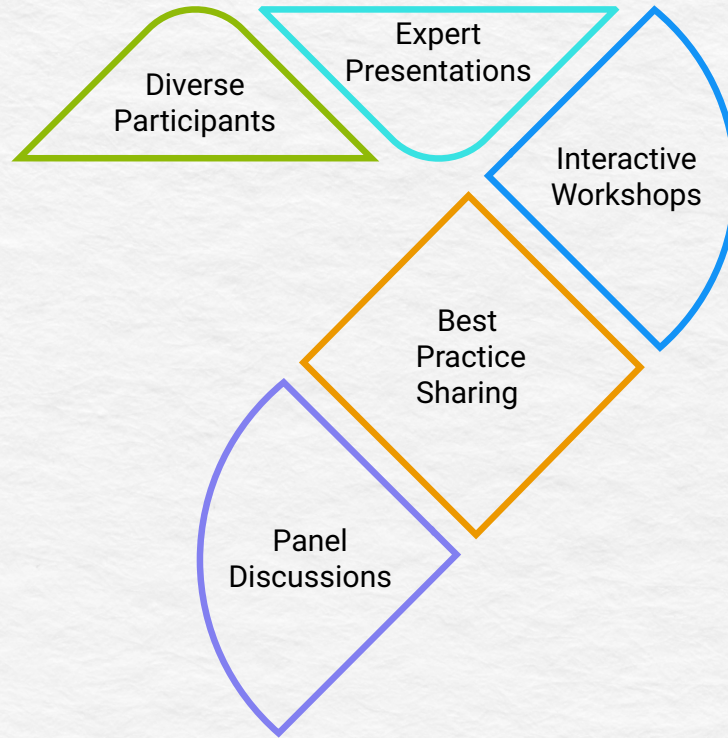 Diverse
Participants
Expert
Presentations
Interactive
Workshops
Best
Practice
Sharing
Panel
Discussions